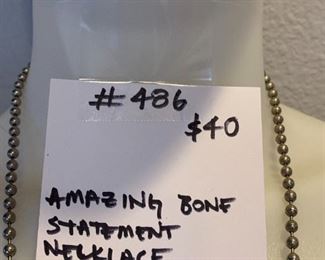 #486
$40
AMAZING BONE
STATEMENT
NECKLACE